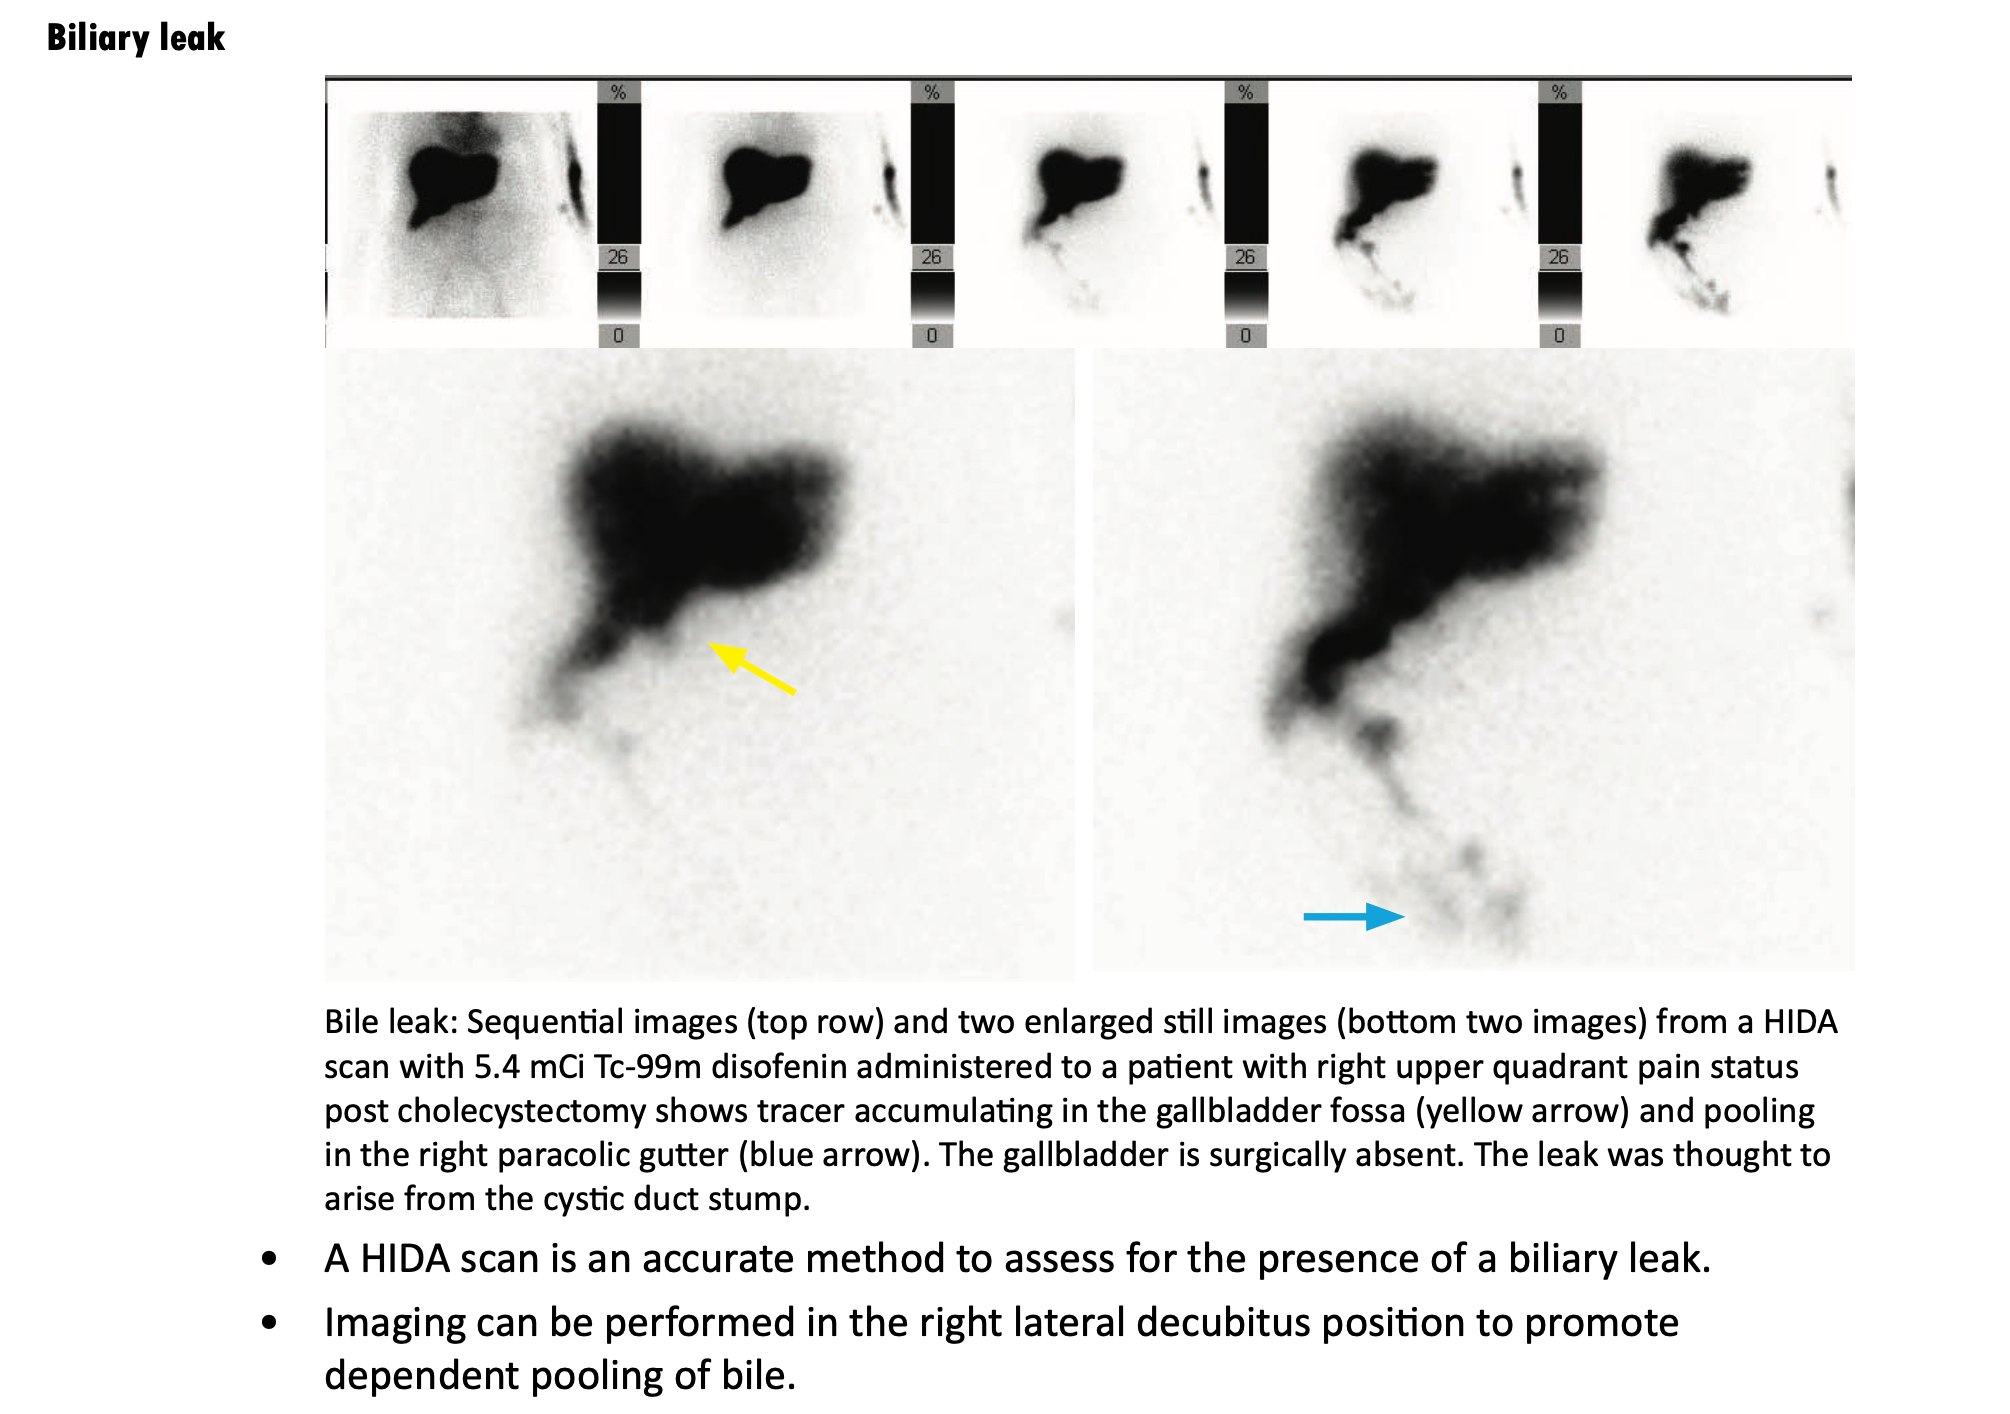 Biliary leak
% % % %
26 26 26 26
0 0 0 0
Bile leak: Sequential images (top row) and two enlarged still images (bottom two images) from a HIDA
scan with 5.4 mCi Tc-99m disofenin administered to a patient with right upper quadrant pain status
post cholecystectomy shows tracer accumulating in the gallbladder fossa (yellow arrow) and pooling
in the right paracolic gutter (blue arrow). The gallbladder is surgically absent. The leak was thought to
arise from the cystic duct stump.
• A HIDA scan is an accurate method to assess for the presence of a biliary leak.
• Imaging can be performed in the right lateral decubitus position to promote
dependent pooling of bile.